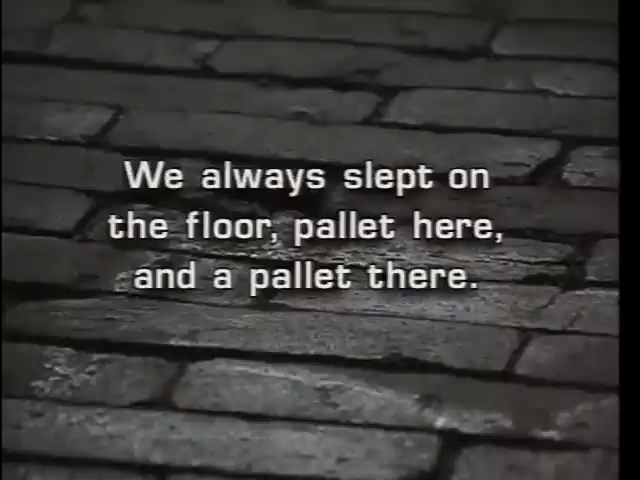 We always slept on
the floor, pallet here,
and a pallet there.